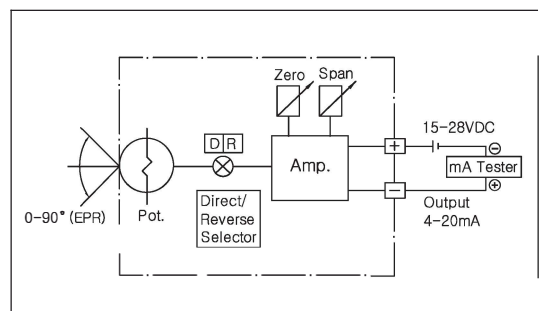 Zero Span
15-28VDC
D R
+
⊖
mA Tester
⊕
Amp.
−
0-90° (EPR)
Pot.
Direct/
Reverse
Selector
Output
4-20mA